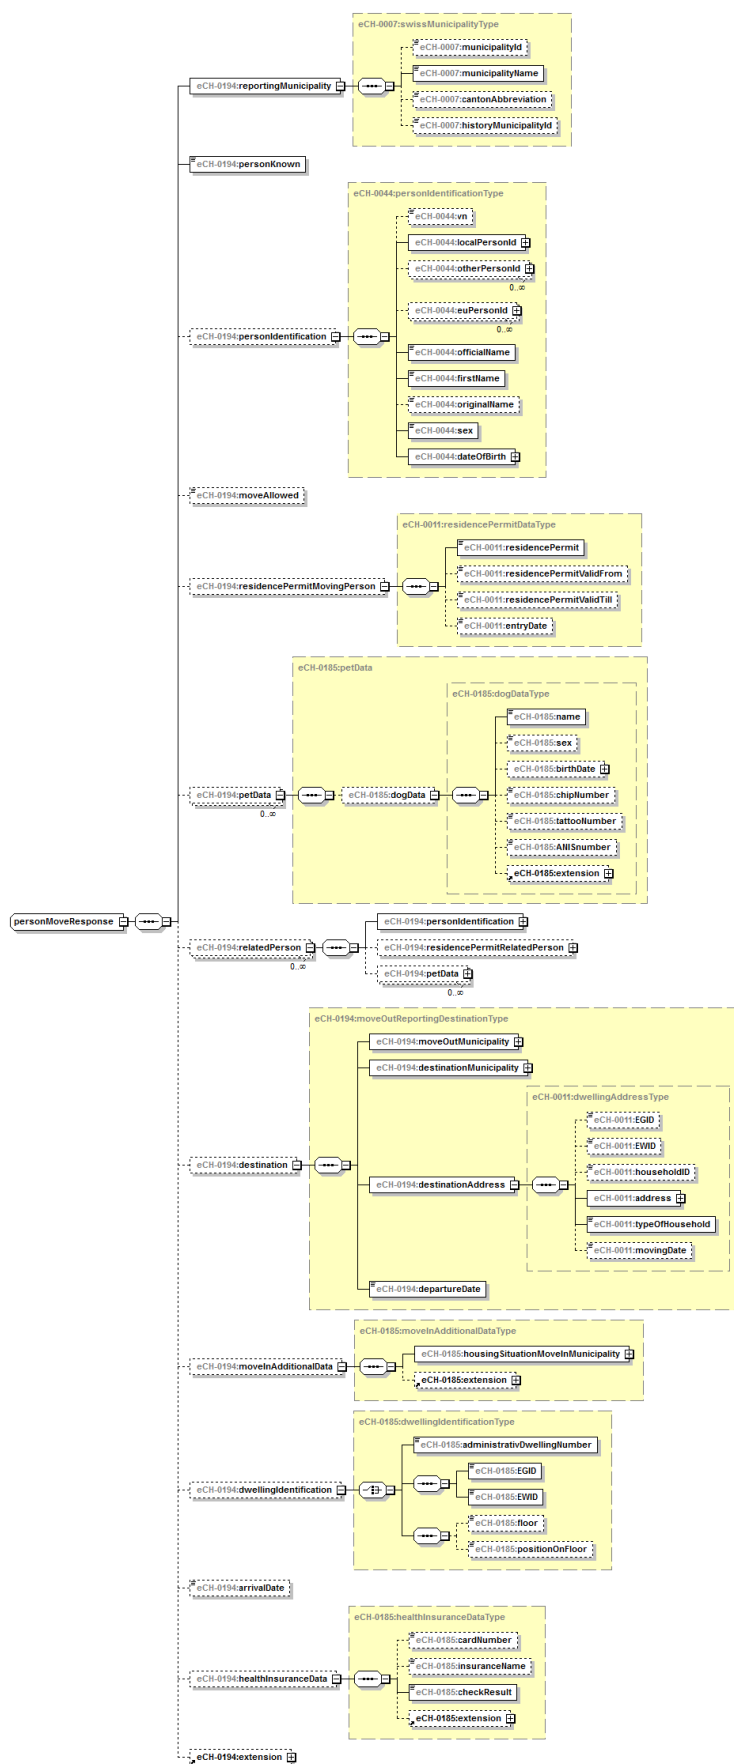 eCH-0007:swissMunicipalityType
eCH-0007:municipalityId
eCH-0007:municipalityName
eCH-0194:reportingMunicipality
eCH-0007:cantonAbbreviation
eCH-0007:historyMunicipalityId
eCH-0194:personKnown
eCH-0044:personIdentificationType
eCH-0044:vn
eCH-0044:localPersonId
eCH-0044:otherPersonId
0..∞
eCH-0044:euPersonId
0..∞
eCH-0194:personIdentification
eCH-0044:officialName
eCH-0044:firstName
eCH-0044:originalName
eCH-0044:sex
eCH-0044:dateOfBirth
eCH-0194:moveAllowed
eCH-0011:residencePermitDataType
eCH-0011:residencePermit
eCH-0011:residencePermitValidFrom
eCH-0194:residencePermitMovingPerson
eCH-0011:residencePermitValidTill
eCH-0011:entryDate
eCH-0185:petData
eCH-0185:dogDataType
eCH-0185:name
eCH-0185:sex
eCH-0185:birthDate
eCH-0194:petData
0..∞
eCH-0185:dogData
eCH-0185:chipNumber
eCH-0185:tattooNumber
eCH-0185:ANISnumber
eCH-0185:extension
personMoveResponse
eCH-0194:personIdentification
eCH-0194:relatedPerson
0..∞
eCH-0194:residencePermitRelatedPerson
eCH-0194:petData
0..∞
eCH-0194:moveOutReportingDestinationType
eCH-0194:moveOutMunicipality
eCH-0194:destinationMunicipality
eCH-0011:dwellingAddressType
eCH-0011:EGID
eCH-0011:EWID
eCH-0194:destination
eCH-0011:householdID
eCH-0194:destinationAddress
eCH-0011:address
eCH-0011:typeOfHousehold
eCH-0011:movingDate
eCH-0194:departureDate
eCH-0185:moveInAdditionalDataType
eCH-0185:housingSituationMoveInMunicipality
eCH-0194:moveInAdditionalData
eCH-0185:extension
eCH-0185:dwellingIdentificationType
eCH-0185:administrativDwellingNumber
eCH-0185:EGID
eCH-0194:dwellingIdentification
eCH-0185:EWID
eCH-0185:floor
eCH-0185:positionOnFloor
eCH-0194:arrivalDate
eCH-0185:healthInsuranceDataType
eCH-0185:cardNumber
eCH-0185:insuranceName
eCH-0194:healthInsuranceData
eCH-0185:checkResult
eCH-0185:extension
eCH-0194:extension